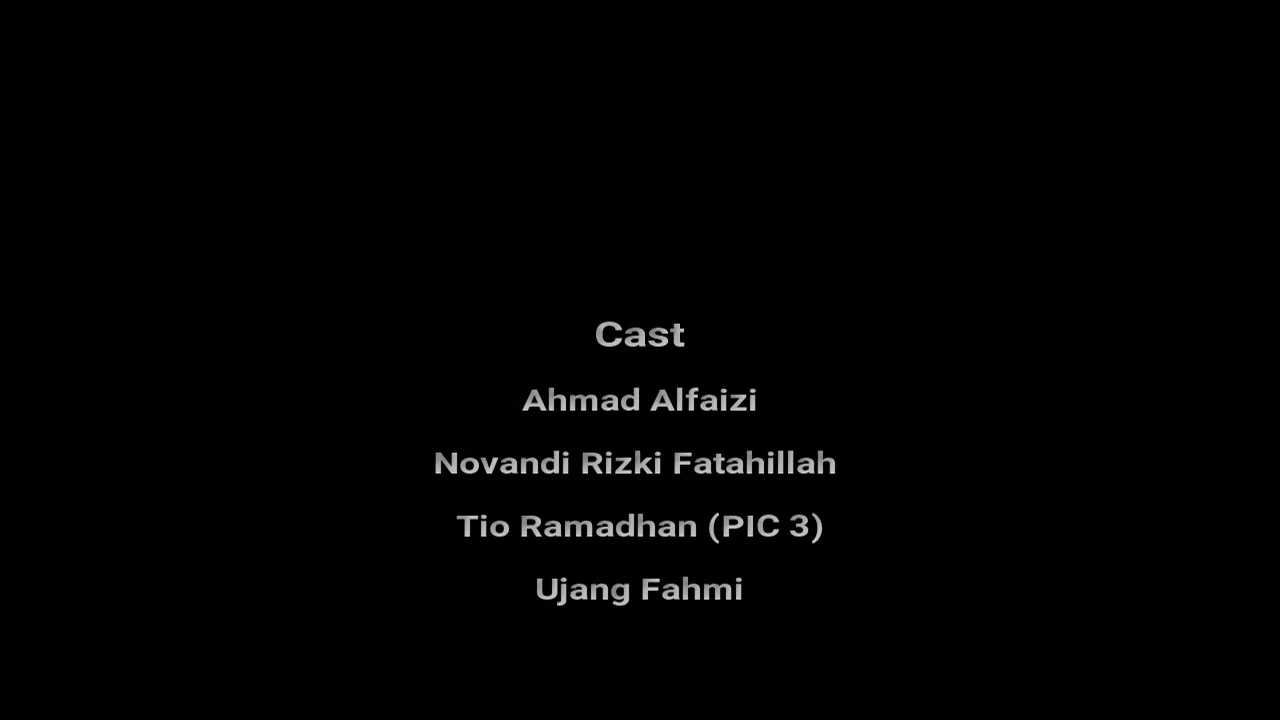 Cast
Ahmad Alfaizi
Novandi Rizki Fatahillah
Tio Ramadhan (PIC 3)
Ujang Fahmi